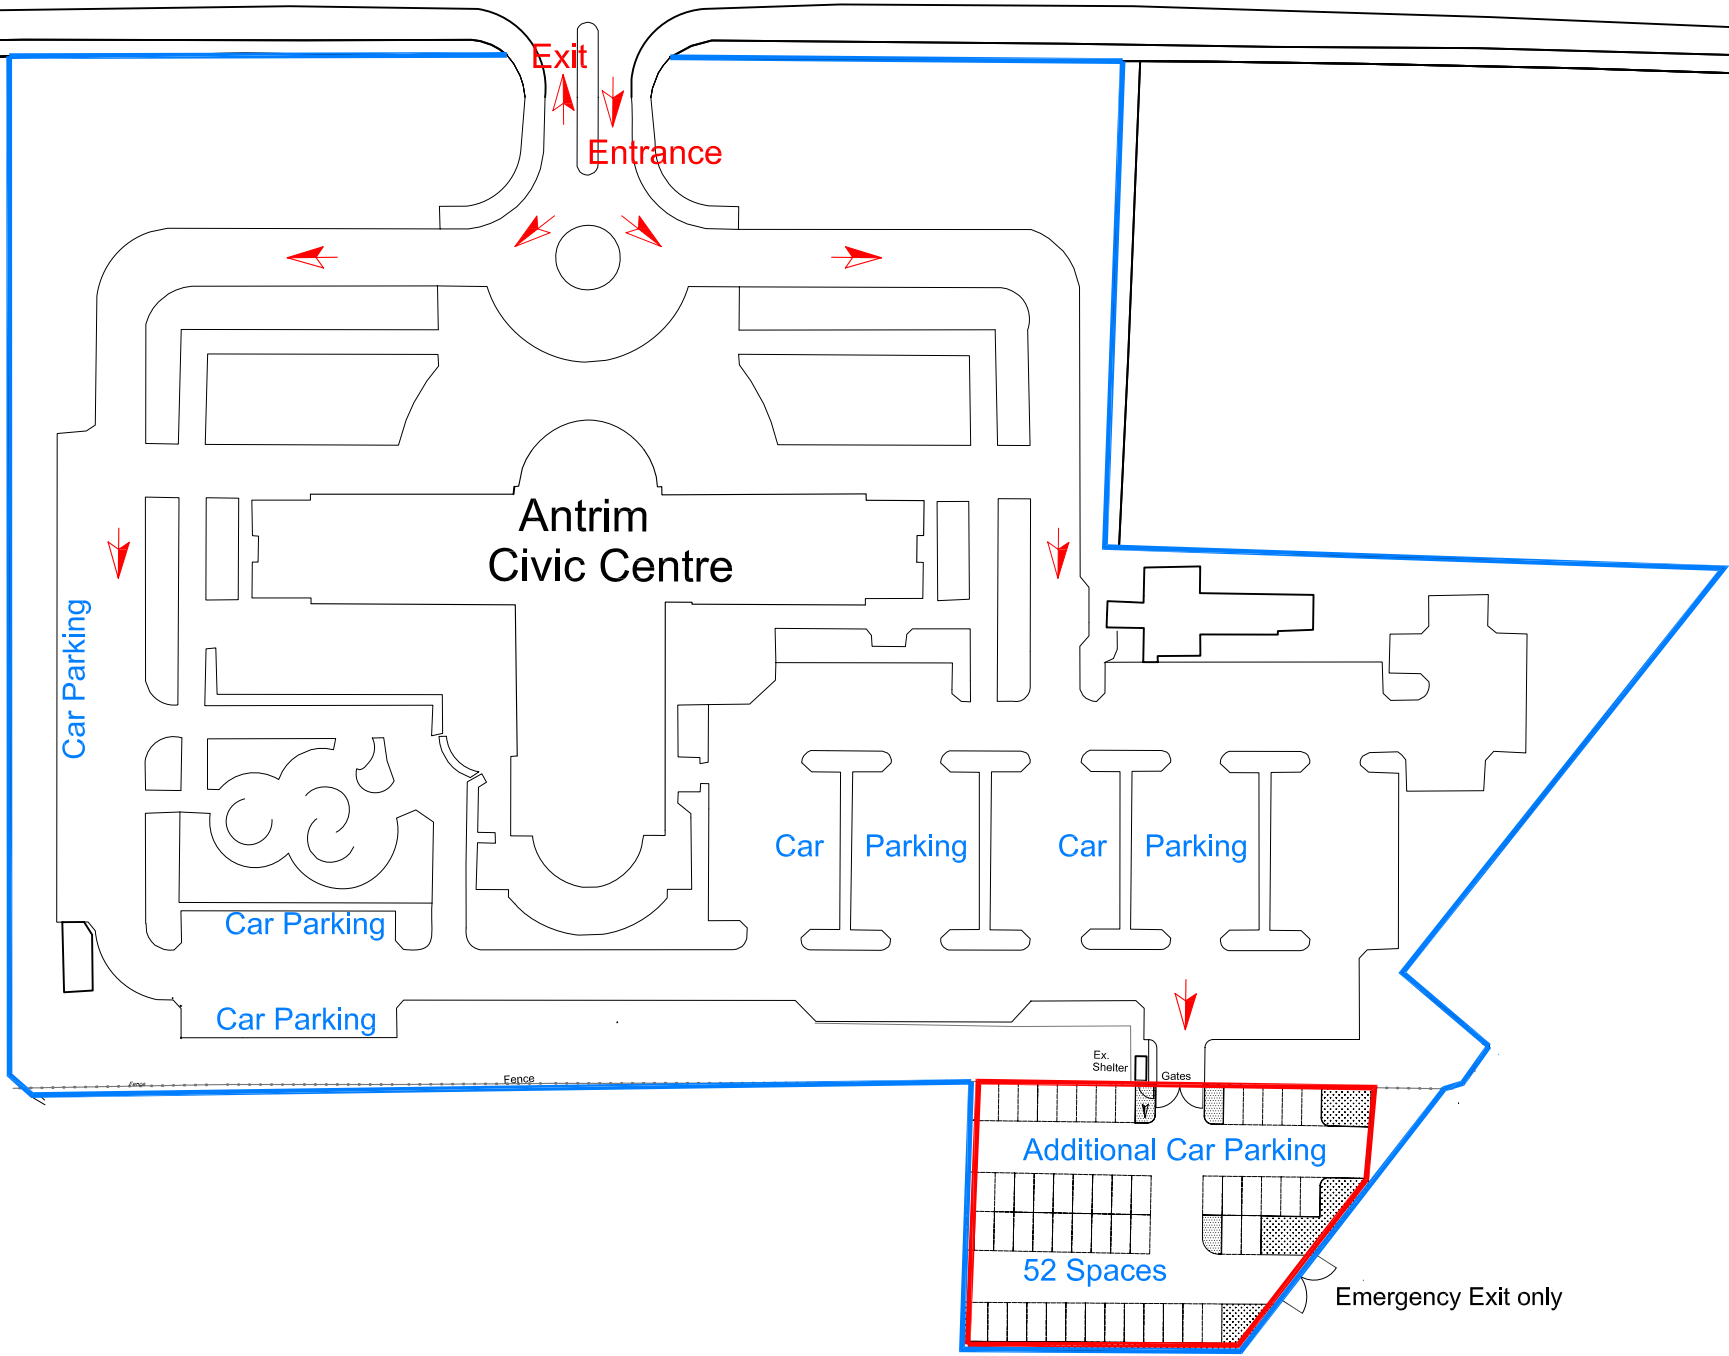 Exit
Entrance
Antrim
Civic Centre
Car Parking
Car Parking
Car Parking
Car Parking
Car Parking
Ex.
Shelter
Gates
Fence
Fence
Additional Car Parking
52 Spaces
Emergency Exit only